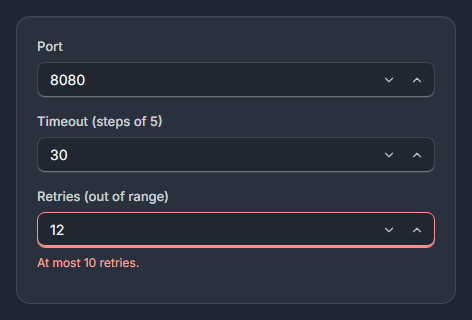 Port
8080
Timeout (steps of 5)
30
Retries (out of range)
12
At most 10 retries.